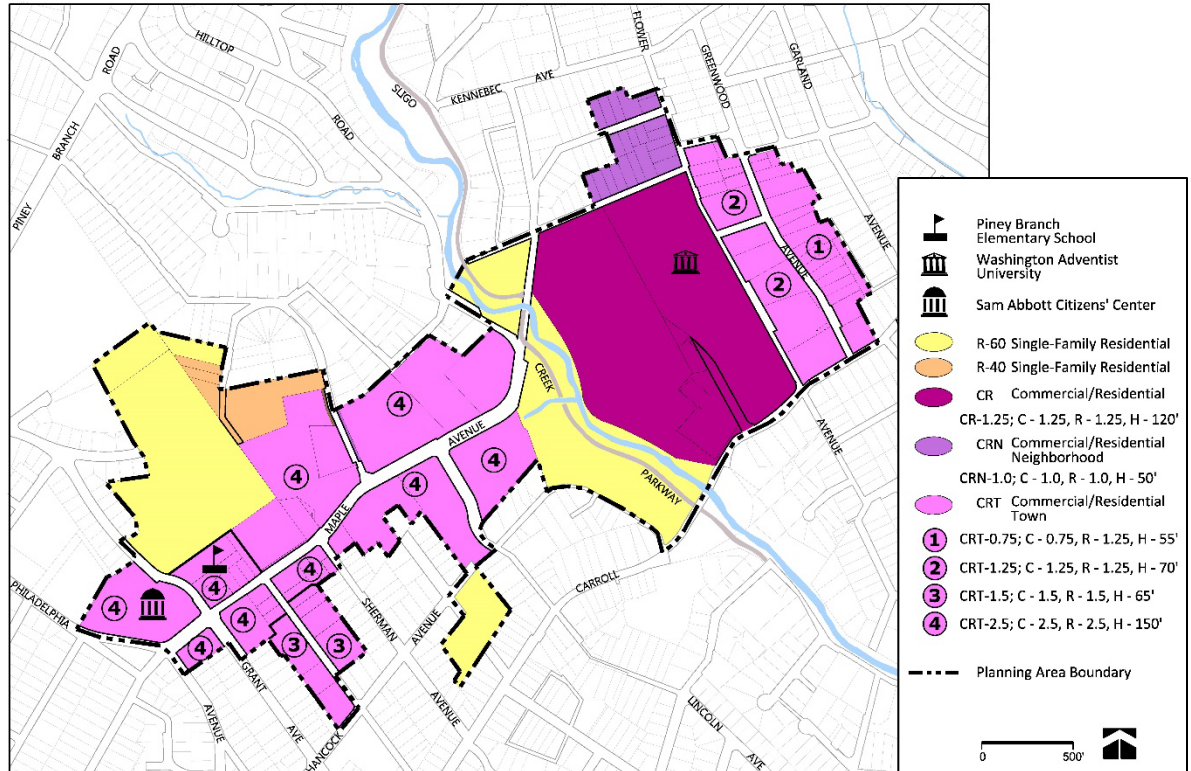 HILLTOP
ROAD
ROAD
BRANCH
PINEY
SLIGO
KENNEBEC
AVE
FLOWER
GREENWOOD
GARLAND
AVENUE
AVENUE
2
1
2
4
AVENUE
4
4
CREEK
AVENUE
PARKWAY
4
MAPLE
4
4
4
4
4
3
3
PHILADELPHIA
SHERMAN
AVENUE
CARROLL
GRANT
AVE
AVENUE
HANCOCK
AVENUE
LINCOLN
AVE
Piney Branch
Elementary School
Washington Adventist
University
Sam Abbott Citizens' Center
R-60 Single-Family Residential
R-40 Single-Family Residential
CR Commercial/Residential
CR-1.25; C - 1.25, R - 1.25, H - 120'
CRN Commercial/Residential
Neighborhood
CRN-1.0; C - 1.0, R - 1.0, H - 50'
CRT Commercial/Residential
Town
1 CRT-0.75; C - 0.75, R - 1.25, H - 55'
2 CRT-1.25; C - 1.25, R - 1.25, H - 70'
3 CRT-1.5; C - 1.5, R - 1.5, H - 65'
4 CRT-2.5; C - 2.5, R - 2.5, H - 150'
Planning Area Boundary
0 500'